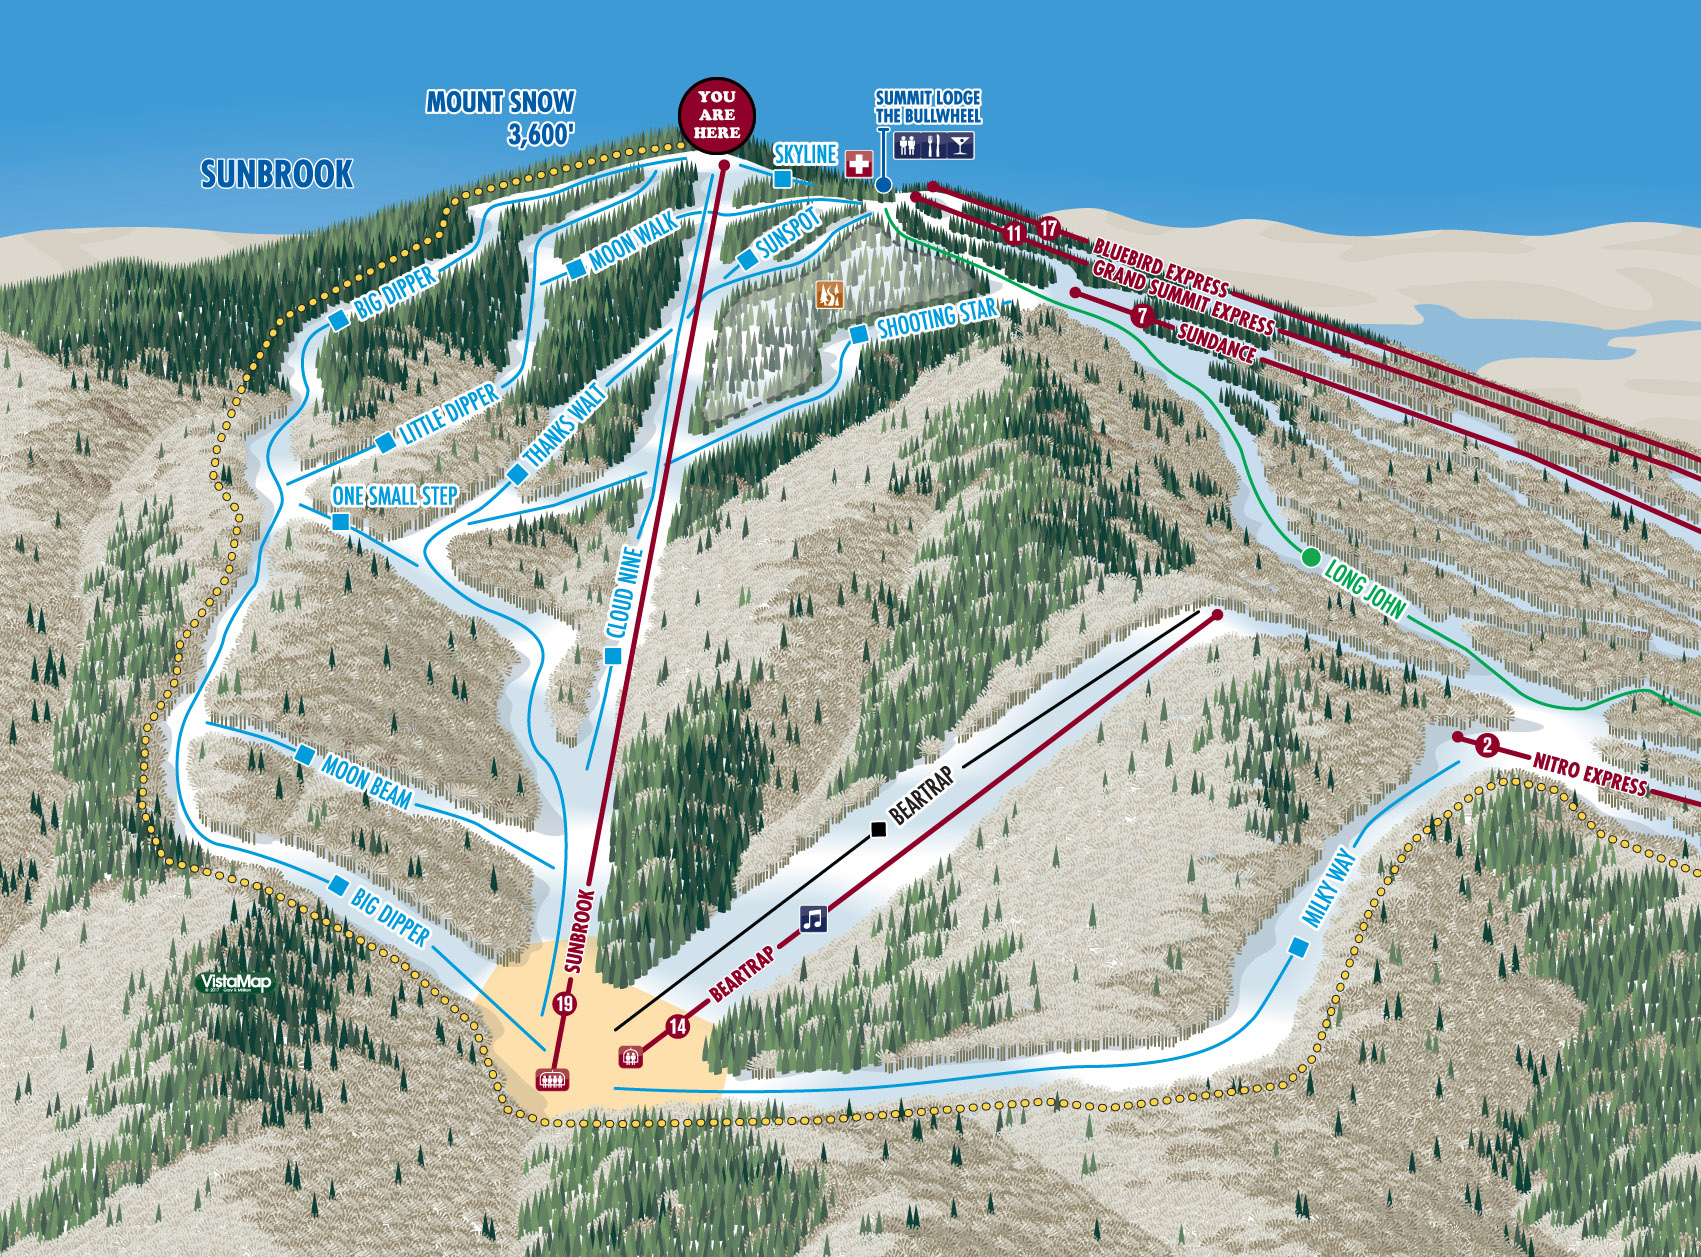 YOU
ARE
HERE
MOUNT SNOW
3,600'
SUNBROOK
SUMMIT LODGE
THE BULLWHEEL
SKYLINE
MOON WALK
SUNSPOT
BIG DIPPER
SHOOTING STAR
17
11
BLUEBIRD EXPRESS
GRAND SUMMIT EXPRESS
7
SUNDANCE
LITTLE DIPPER
THANKS WALT
ONE SMALL STEP
CLOUD NINE
LONG JOHN
2
NITRO EXPRESS
MOON BEAM
BEARTRAP
BIG DIPPER
MILKY WAY
SUNBROOK
BEARTRAP
VistaMap
19
14